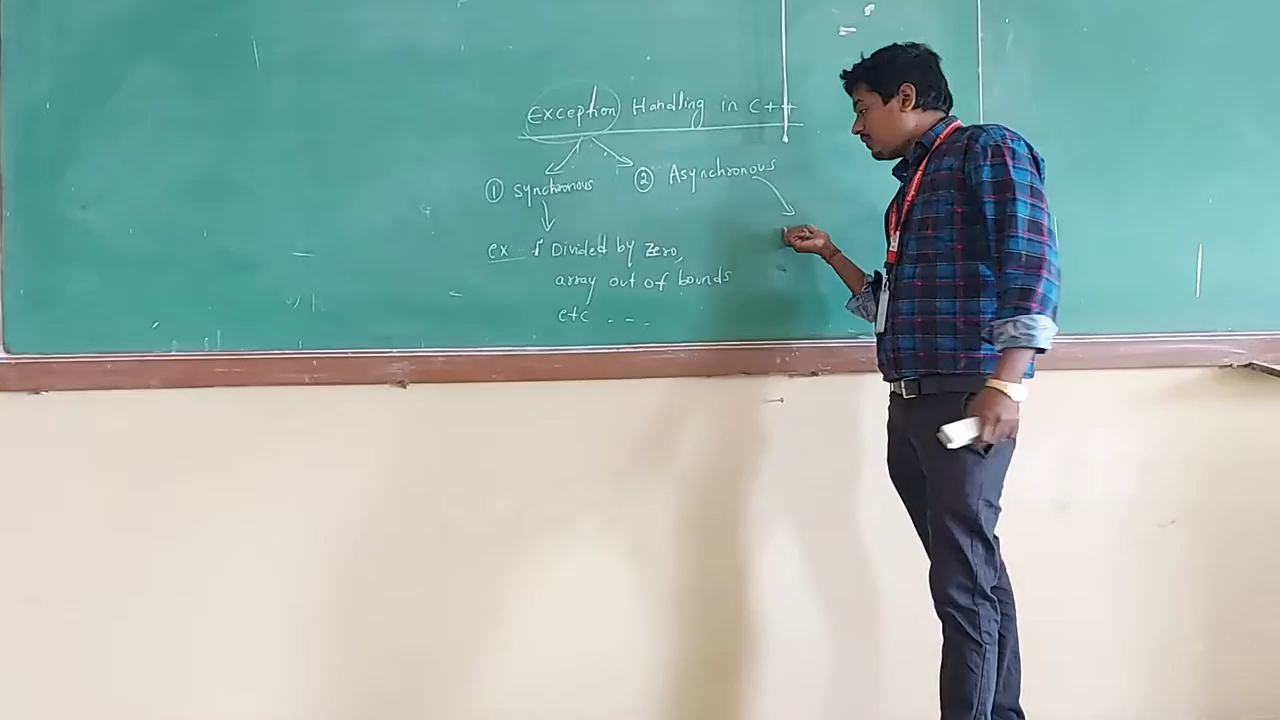 Exception Handling in C++
① Synchronous ② Asynchronous
ex - Divided by zero,
array out of bounds
etc - - .